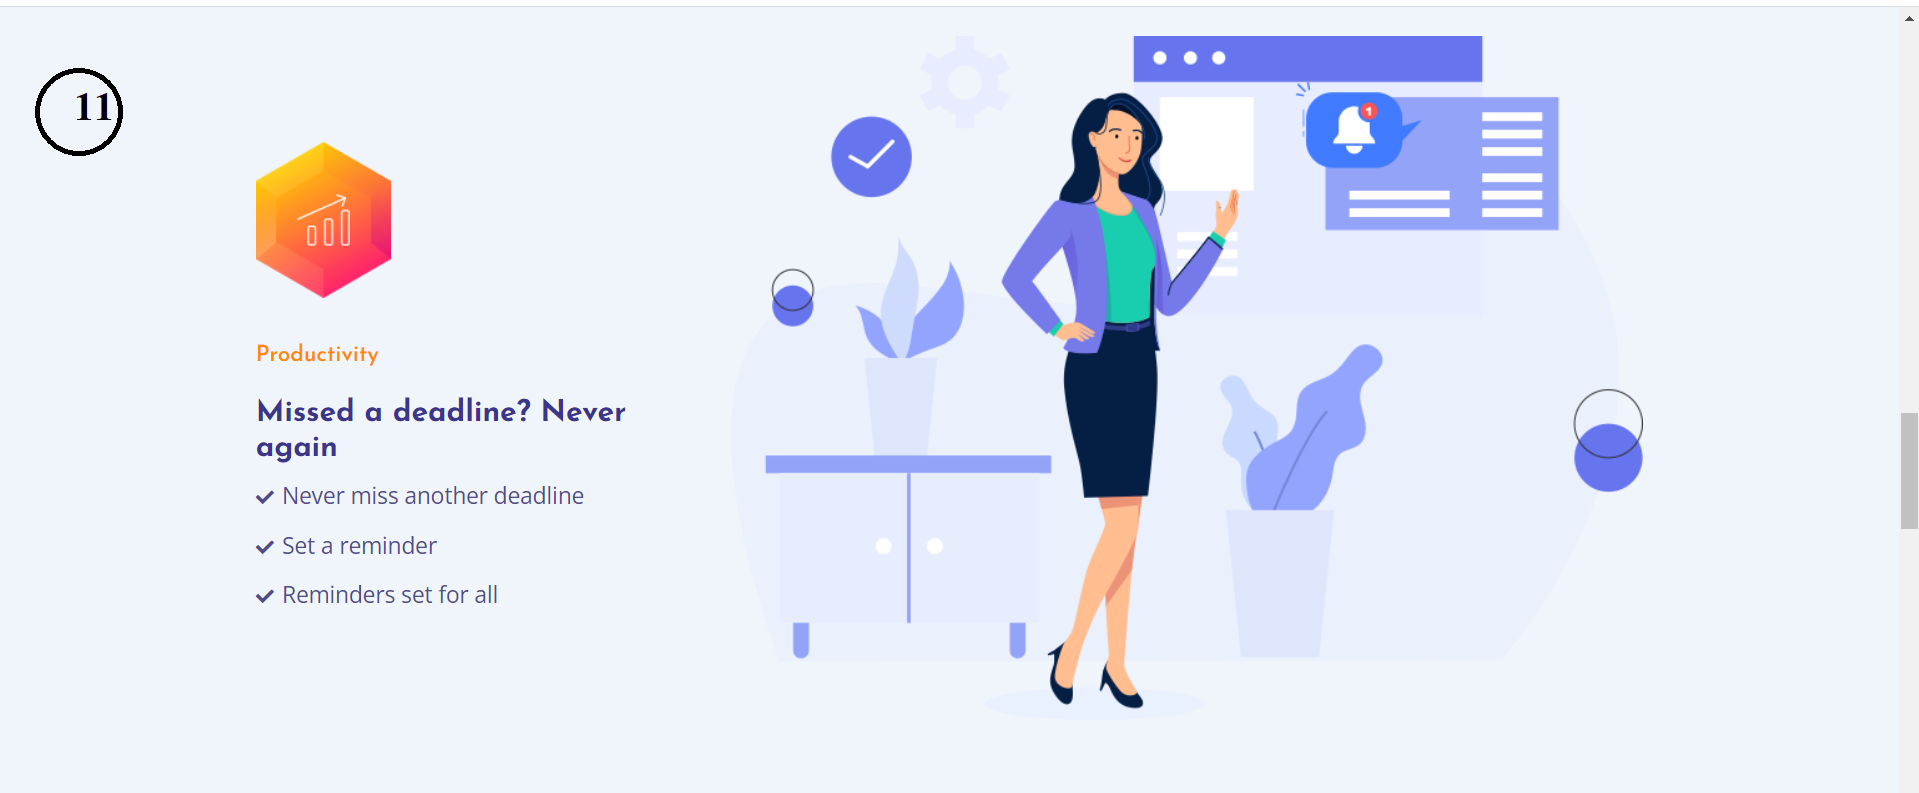 11
1
Productivity
Missed a deadline? Never
again
Never miss another deadline
Set a reminder
Reminders set for all